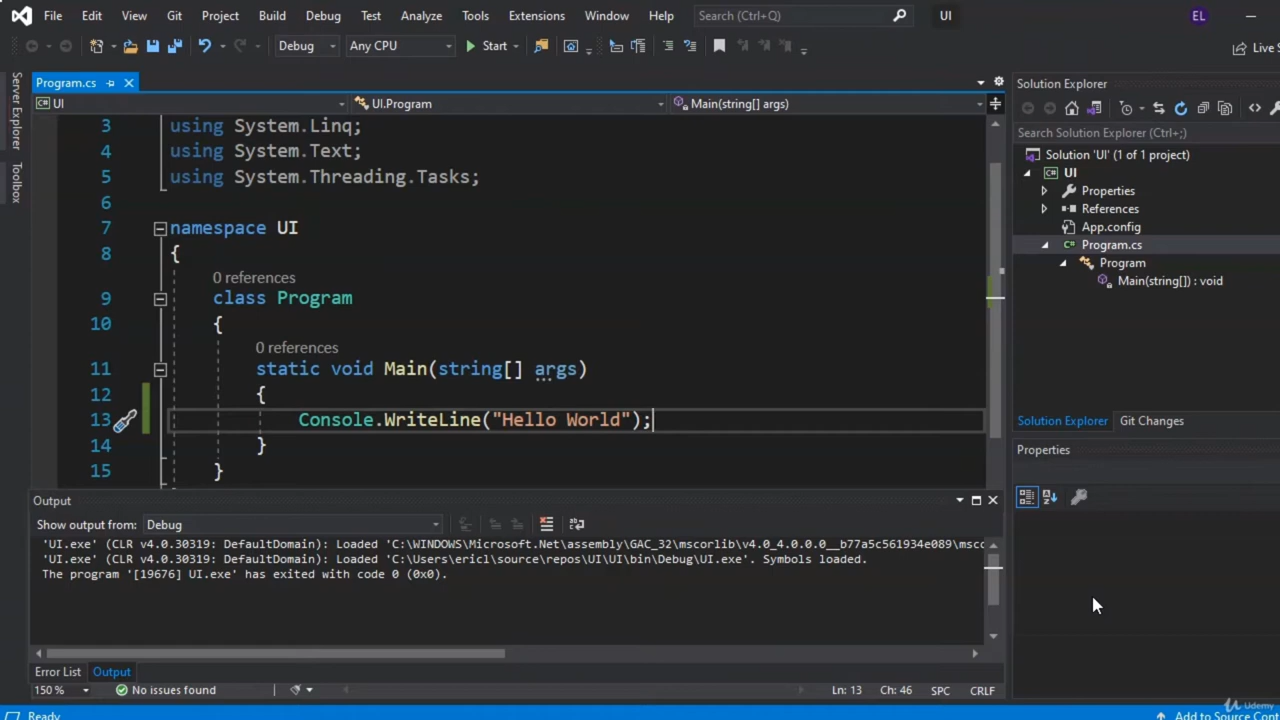 File Edit View Git Project Build Debug Test Analyze Tools Extensions Window Help Search (Ctrl+Q) UI EL
Debug Any CPU Start Live
Server Explorer
Toolbox
Program.cs
UI UI.Program Main(string[] args)
3 using System.Linq;
4 using System.Text;
5 using System.Threading.Tasks;
6
7 namespace UI
8 {
0 references
9 class Program
10 {
0 references
11 static void Main(string[] args)
12 {
13 Console.WriteLine("Hello World");
14 }
15 }
Output
Show output from: Debug
'UI.exe' (CLR v4.0.30319: DefaultDomain): Loaded 'C:\WINDOWS\Microsoft.Net\assembly\GAC_32\mscorlib\v4.0_4.0.0.0__b77a5c561934e089\mscor
'UI.exe' (CLR v4.0.30319: DefaultDomain): Loaded 'C:\Users\ericl\source\repos\UI\UI\bin\Debug\UI.exe'. Symbols loaded.
The program '[19676] UI.exe' has exited with code 0 (0x0).
Error List Output
150 % No issues found Ln: 13 Ch: 46 SPC CRLF
Solution Explorer
Search Solution Explorer (Ctrl+;)
Solution 'UI' (1 of 1 project)
UI
Properties
References
App.config
Program.cs
Program
Main(string[]) : void
Solution Explorer Git Changes
Properties
Udemy
Ready Add to Source Cont